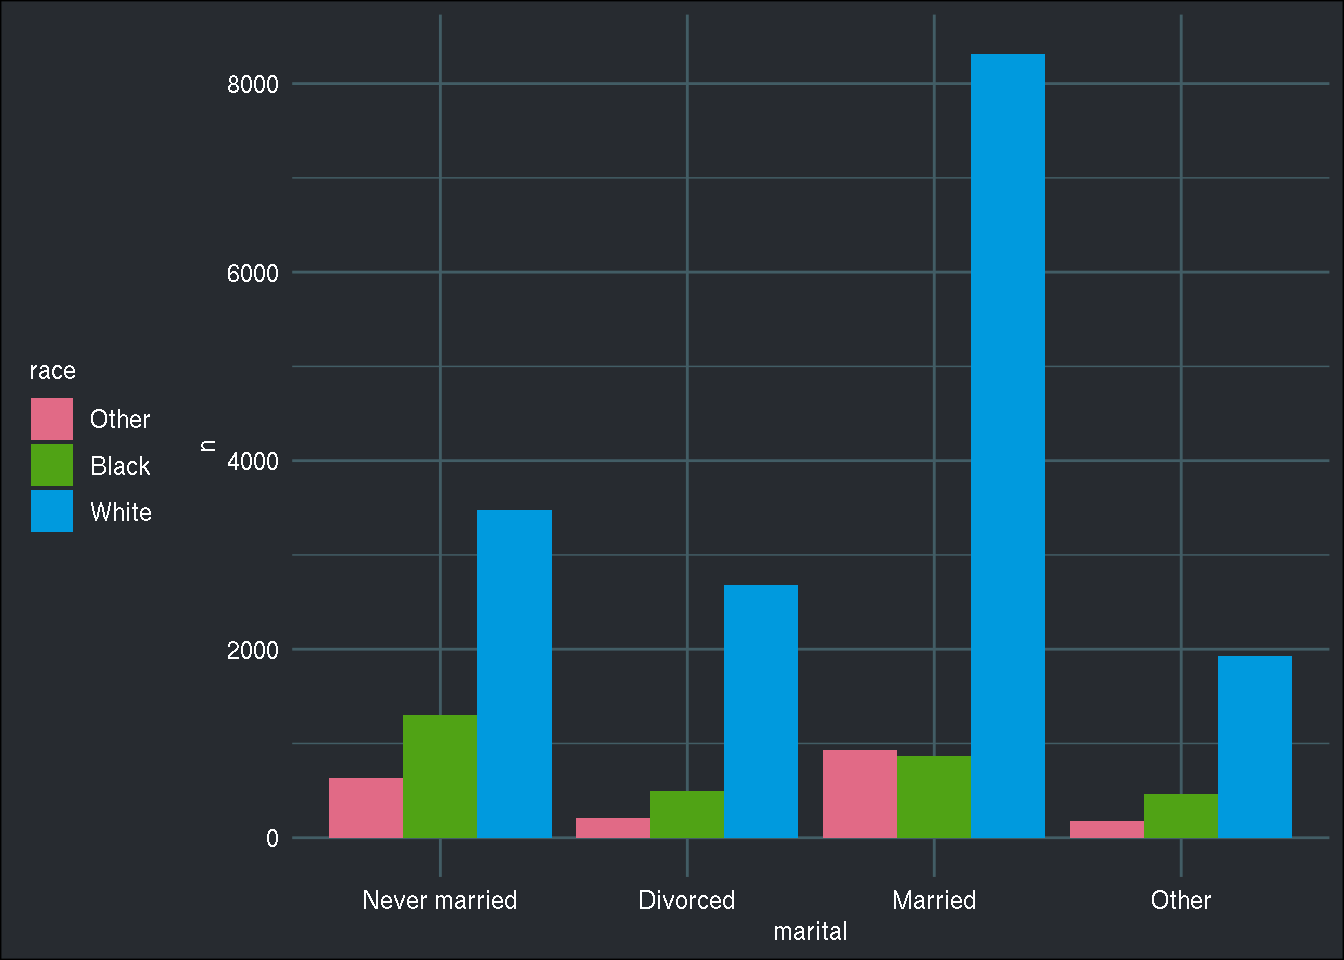 race
Other
Black
White
n
8000
6000
4000
2000
0
Never married
Divorced
Married
Other
marital